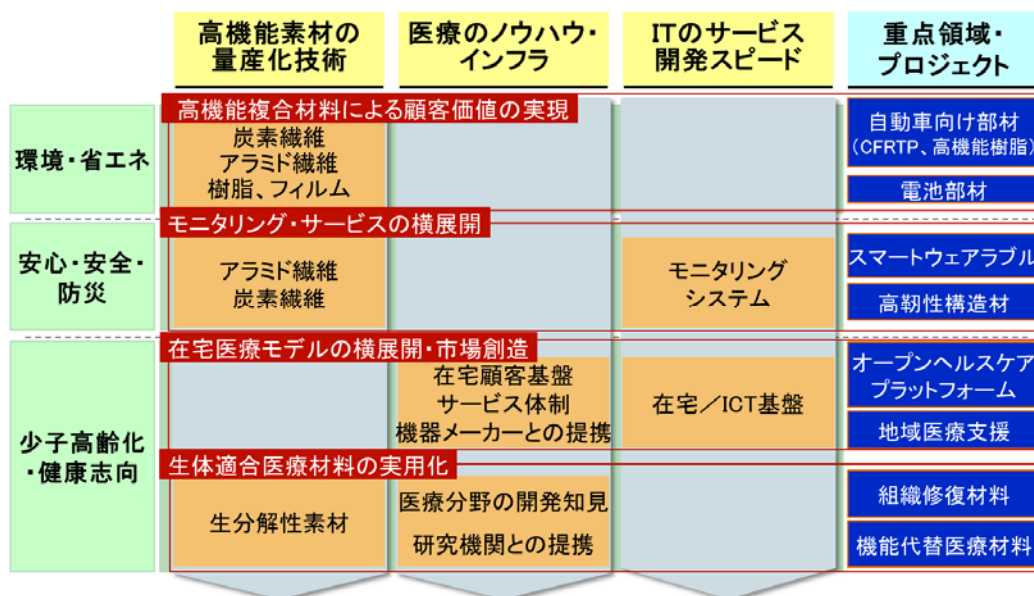 高機能素材の
量産化技術
医療のノウハウ・
インフラ
ITのサービス
開発スピード
重点領域・
プロジェクト
環境・省エネ
高機能複合材料による顧客価値の実現
炭素繊維
アラミド繊維
樹脂、フィルム
自動車向け部材
(CFRTP、高機能樹脂)
電池部材
安心・安全・
防災
モニタリング・サービスの横展開
アラミド繊維
炭素繊維
モニタリング
システム
スマートウェアラブル
高靭性構造材
少子高齢化
・健康志向
在宅医療モデルの横展開・市場創造
在宅顧客基盤
サービス体制
機器メーカーとの提携
在宅／ICT基盤
オープンヘルスケア
プラットフォーム
地域医療支援
生体適合医療材料の実用化
生分解性素材
医療分野の開発知見
研究機関との提携
組織修復材料
機能代替医療材料